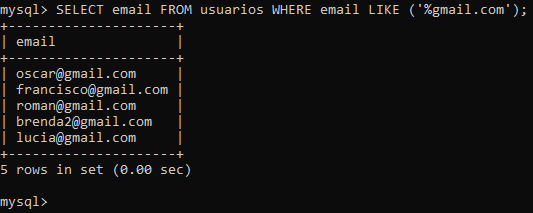 mysql> SELECT email FROM usuarios WHERE email LIKE ('%gmail.com');
+---------------------+
| email               |
+---------------------+
| oscar@gmail.com     |
| francisco@gmail.com |
| roman@gmail.com     |
| brenda2@gmail.com   |
| lucia@gmail.com     |
+---------------------+
5 rows in set (0.00 sec)
mysql>